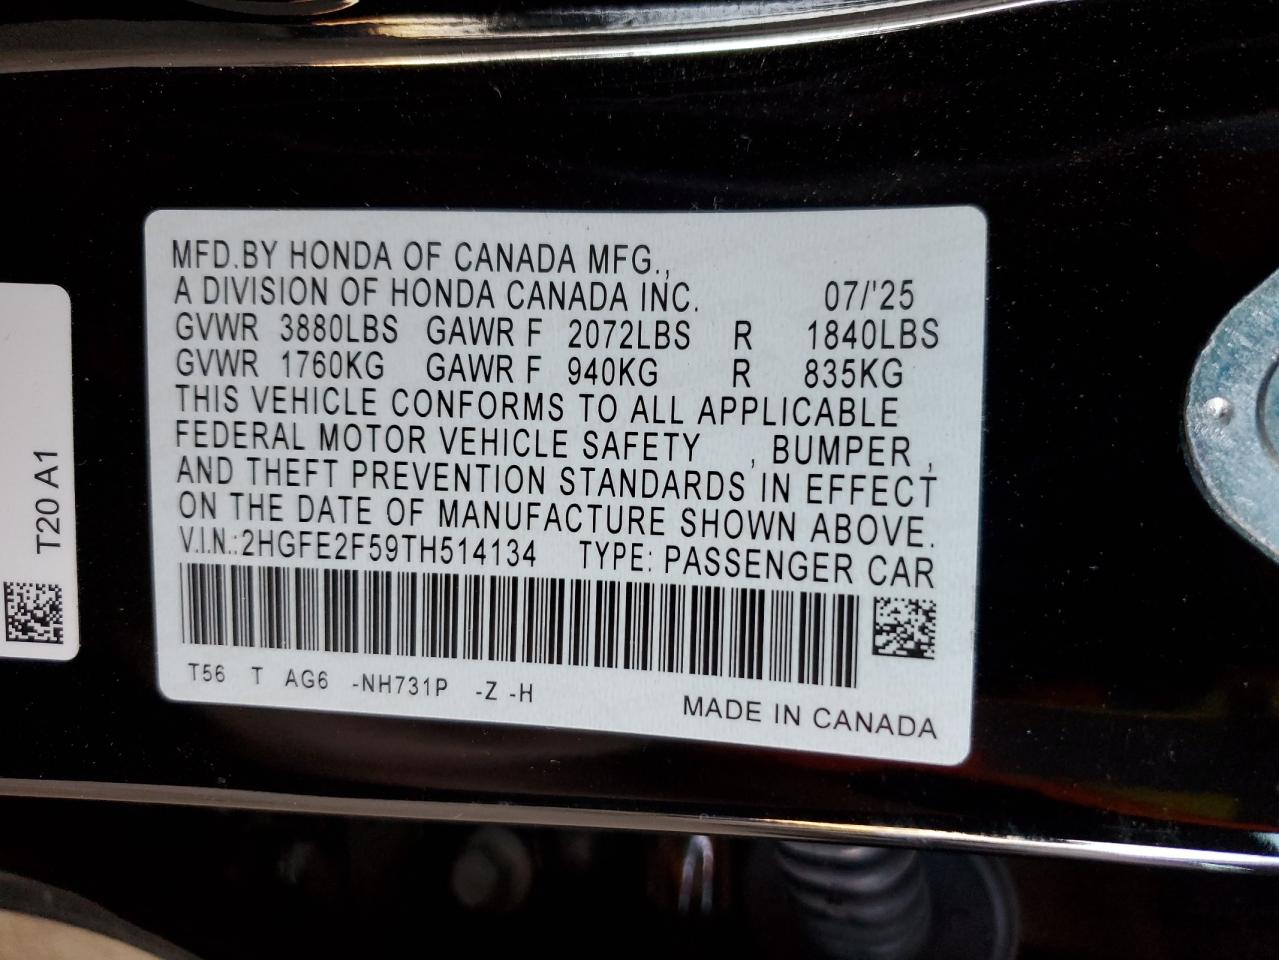 MFD.BY HONDA OF CANADA MFG.,
A DIVISION OF HONDA CANADA INC. 07/'25
GVWR 3880LBS GAWR F 2072LBS R 1840LBS
GVWR 1760KG GAWR F 940KG R 835KG
THIS VEHICLE CONFORMS TO ALL APPLICABLE
FEDERAL MOTOR VEHICLE SAFETY , BUMPER ,
AND THEFT PREVENTION STANDARDS IN EFFECT
ON THE DATE OF MANUFACTURE SHOWN ABOVE.
V.I.N.:2HGFE2F59TH514134 TYPE: PASSENGER CAR
T56 T AG6 -NH731P -Z -H
MADE IN CANADA
T20 A1